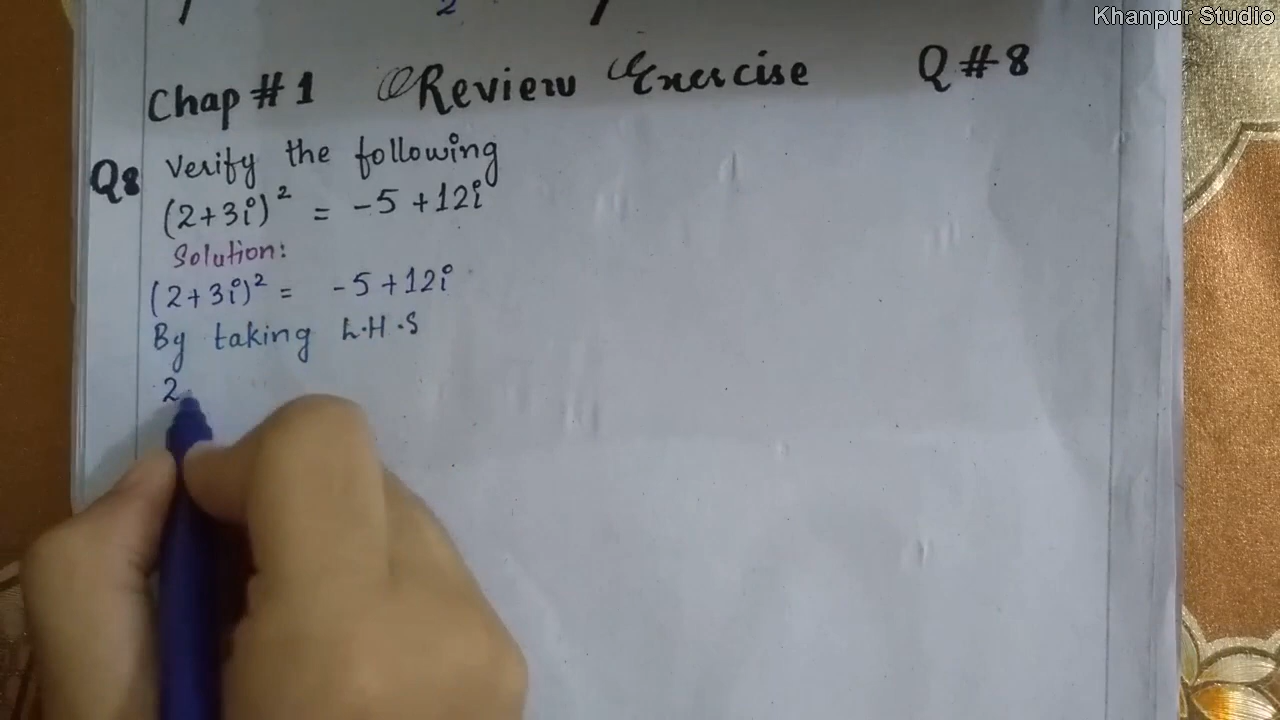 Khanpur Studio
2
Chap # 1 Review Exercise Q # 8
Q8 Verify the following
(2+3i)² = -5 +12i
Solution:
(2+3i)² = -5 +12i
By taking L.H.S
2